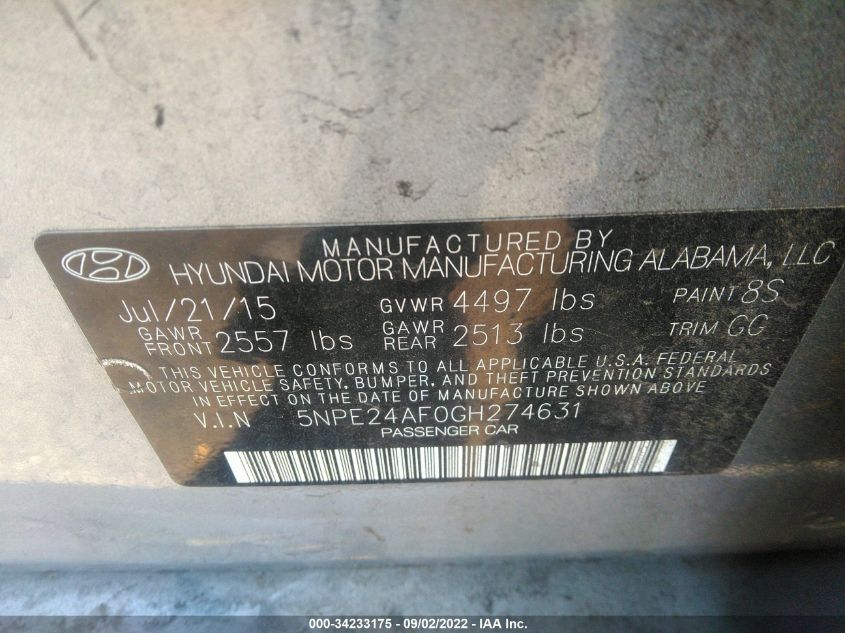 MANUFACTURED BY
HYUNDAI MOTOR MANUFACTURING ALABAMA, LLC
Jul/21/15 GVWR 4497 lbs PAINT 8S
GAWR FRONT 2557 lbs GAWR REAR 2513 lbs TRIM GC
THIS VEHICLE CONFORMS TO ALL APPLICABLE U.S.A. FEDERAL
MOTOR VEHICLE SAFETY, BUMPER, AND THEFT PREVENTION STANDARDS
IN EFFECT ON THE DATE OF MANUFACTURE SHOWN ABOVE
V.I.N 5NPE24AF0GH274631
PASSENGER CAR
000-34233175 - 09/02/2022 - IAA Inc.